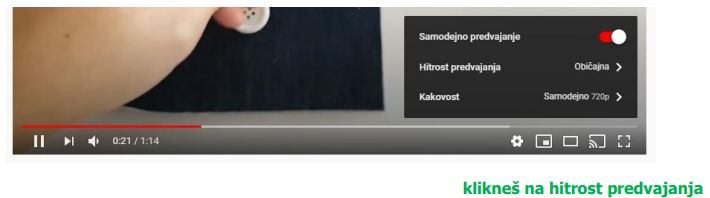 Samodejno predvajanje
Hitrost predvajanja Običajna
Kakovost Samodejno 720p
0:21 / 1:14
klikneš na hitrost predvajanja